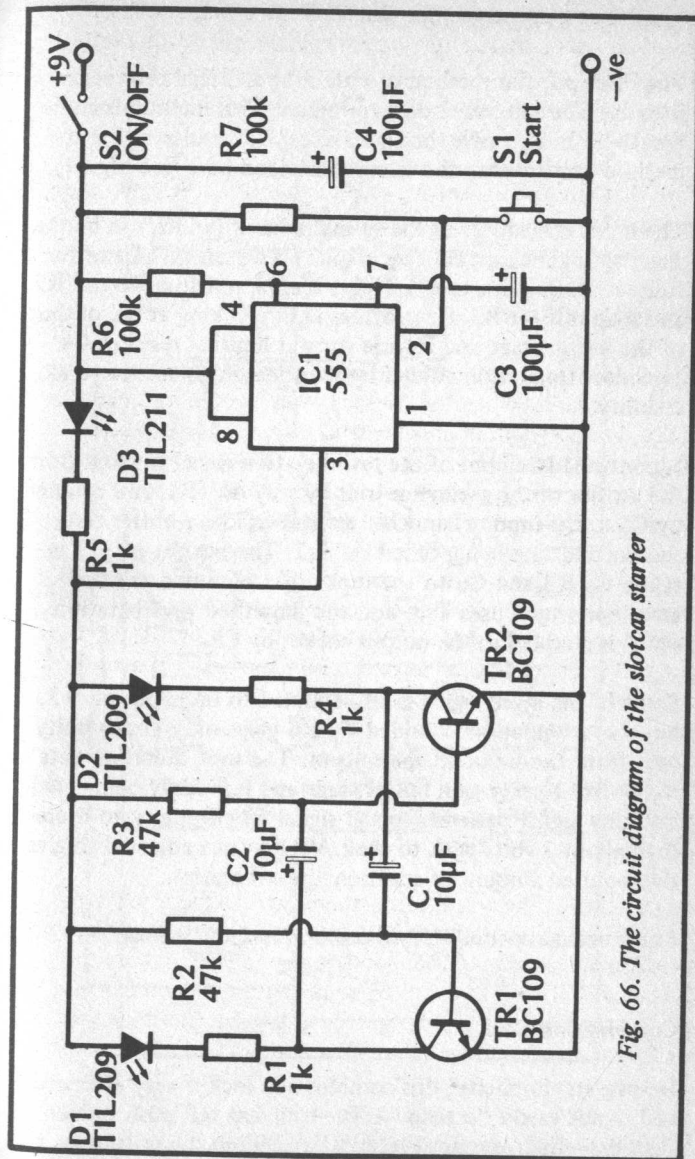 D1
TIL209
R1
1k
R2
47k
TR1
BC109
R3
47k
C2
10µF
C1
10µF
D2
TIL209
R4
1k
TR2
BC109
R5
1k
D3
TIL211
R6
100k
8
4
3
IC1
555
6
7
1
C3
100µF
+
+
+
+
R7
100k
C4
100µF
S2
ON/OFF
+9V
S1
Start
ve
Fig. 66. The circuit diagram of the slotcar starter